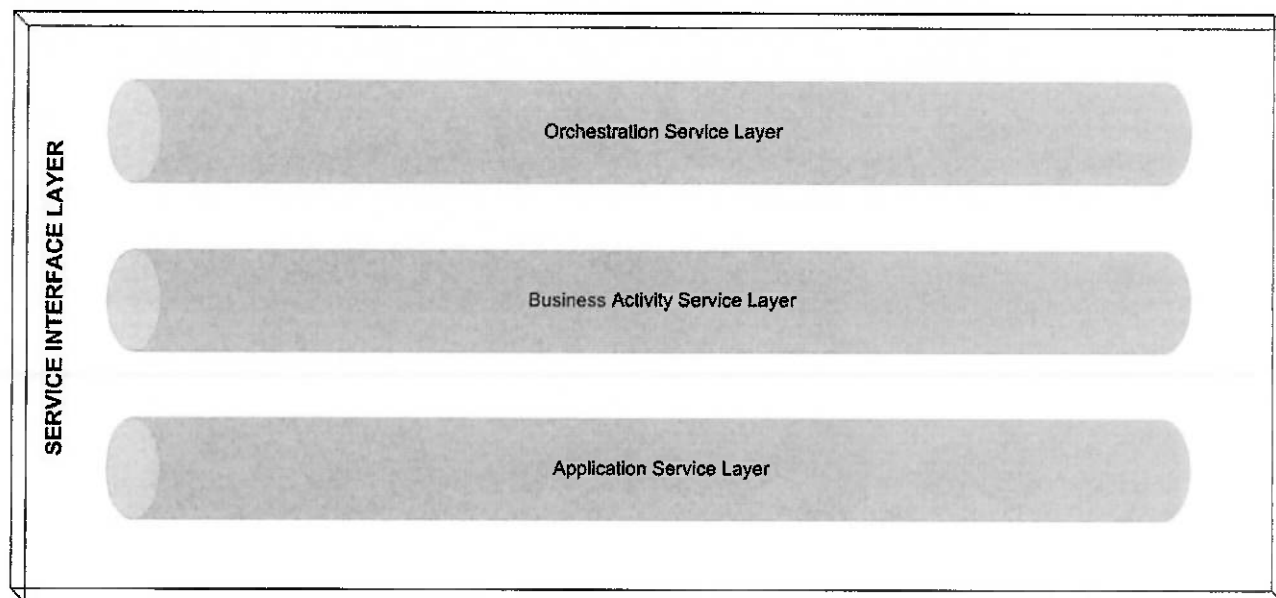 SERVICE INTERFACE LAYER
Orchestration Service Layer
Business Activity Service Layer
Application Service Layer